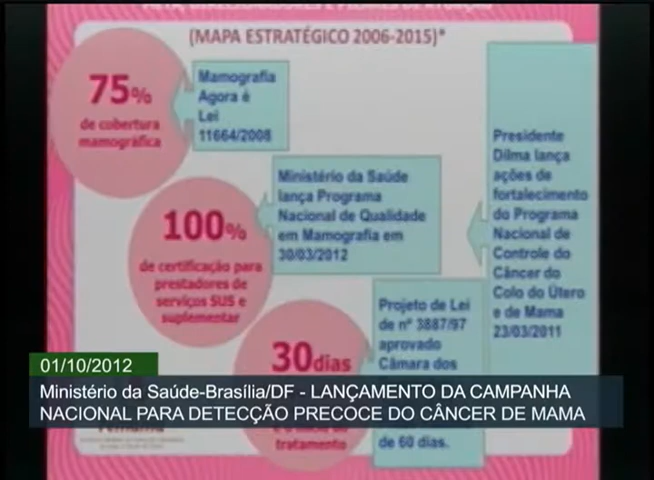 (MAPA ESTRATÉGICO 2006-2015)*
75%
de cobertura
mamográfica
Mamografia
Agora é
Lei
11664/2008
100%
de certificação para
prestadores de
serviços SUS e
suplementar
Ministério da Saúde
lança Programa
Nacional de Qualidade
em Mamografia em
30/03/2012
Presidente
Dilma lança
ações de
fortalecimento
do Programa
Nacional de
Controle do
Câncer do
Colo do Útero
e de Mama
23/03/2011
30dias
tratamento
Projeto de Lei
de nº 3887/97
aprovado
Câmara dos
de 60 dias.
01/10/2012
Ministério da Saúde-Brasília/DF - LANÇAMENTO DA CAMPANHA
NACIONAL PARA DETECÇÃO PRECOCE DO CÂNCER DE MAMA